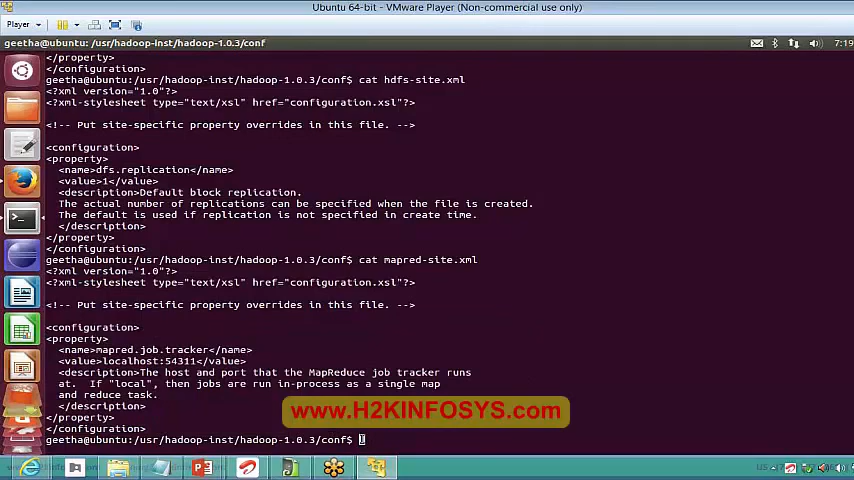 Ubuntu 64-bit - VMware Player (Non-commercial use only)
Player
geetha@ubuntu: /usr/hadoop-inst/hadoop-1.0.3/conf
7:19
</property>
</configuration>
geetha@ubuntu:/usr/hadoop-inst/hadoop-1.0.3/conf$ cat hdfs-site.xml
<?xml version="1.0"?>
<?xml-stylesheet type="text/xsl" href="configuration.xsl"?>
<!-- Put site-specific property overrides in this file. -->
<configuration>
<property>
<name>dfs.replication</name>
<value>1</value>
<description>Default block replication.
The actual number of replications can be specified when the file is created.
The default is used if replication is not specified in create time.
</description>
</property>
</configuration>
geetha@ubuntu:/usr/hadoop-inst/hadoop-1.0.3/conf$ cat mapred-site.xml
<?xml version="1.0"?>
<?xml-stylesheet type="text/xsl" href="configuration.xsl"?>
<!-- Put site-specific property overrides in this file. -->
<configuration>
<property>
<name>mapred.job.tracker</name>
<value>localhost:54311</value>
<description>The host and port that the MapReduce job tracker runs
at.  If "local", then jobs are run in-process as a single map
and reduce task.
</description>
</property>
</configuration>
geetha@ubuntu:/usr/hadoop-inst/hadoop-1.0.3/conf$
www.H2KINFOSYS.com